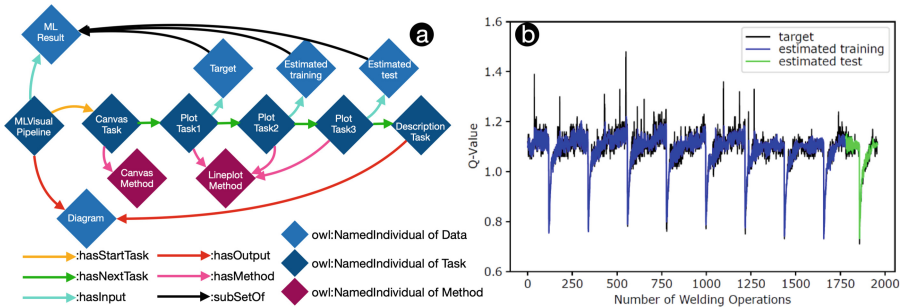 ML
Result
a
Target
Estimated
training
Estimated
test
MLVisual
Pipeline
Canvas
Task
Plot
Task1
Plot
Task2
Plot
Task3
Description
Task
Canvas
Method
Lineplot
Method
Diagram
:hasStartTask
:hasNextTask
:hasInput
:hasOutput
:hasMethod
:subSetOf
owl:NamedIndividual of Data
owl:NamedIndividual of Task
owl:NamedIndividual of Method
b
target
estimated training
estimated test
Q-Value
1.6
1.4
1.2
1.0
0.8
0.6
0 250 500 750 1000 1250 1500 1750 2000
Number of Welding Operations